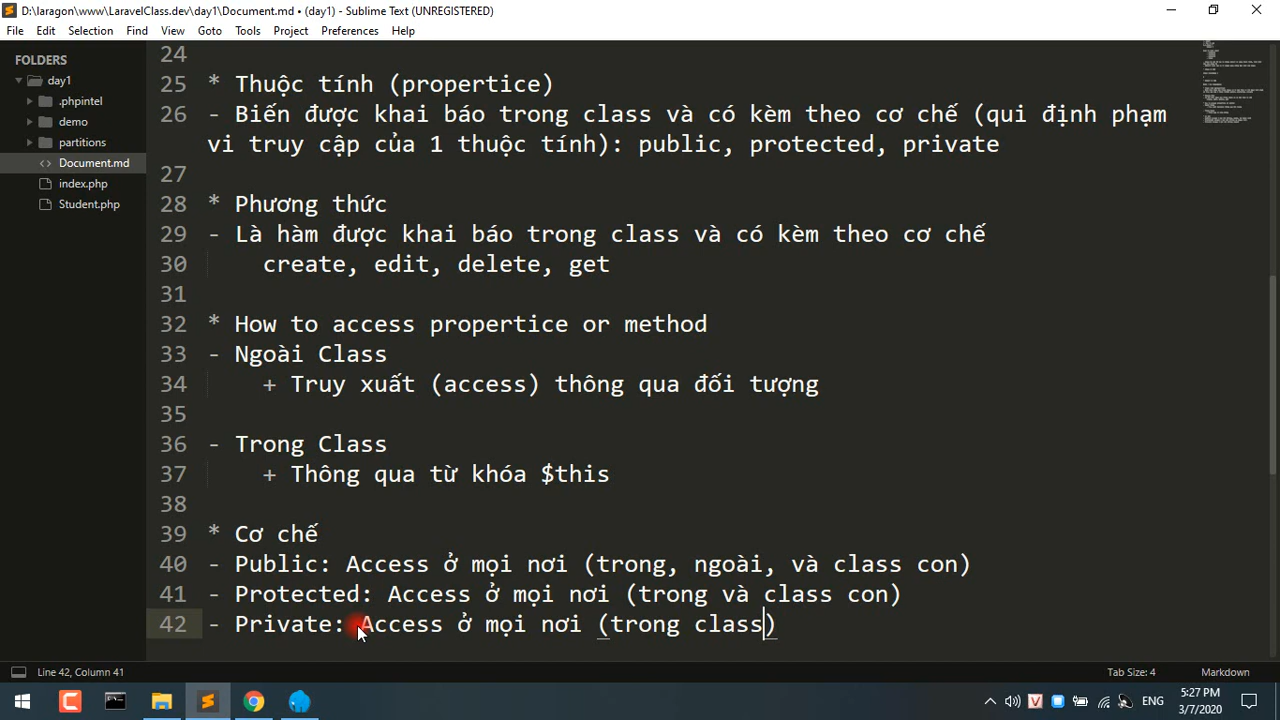 D:\laragon\www\LaravelClass.dev\day1\Document.md • (day1) - Sublime Text (UNREGISTERED)
File Edit Selection Find View Goto Tools Project Preferences Help
FOLDERS
day1
.phpintel
demo
partitions
Document.md
index.php
Student.php
24
25 * Thuộc tính (propertice)
26 - Biến được khai báo trong class và có kèm theo cơ chế (qui định phạm
vi truy cập của 1 thuộc tính): public, protected, private
27
28 * Phương thức
29 - Là hàm được khai báo trong class và có kèm theo cơ chế
30 create, edit, delete, get
31
32 * How to access propertice or method
33 - Ngoài Class
34 + Truy xuất (access) thông qua đối tượng
35
36 - Trong Class
37 + Thông qua từ khóa $this
38
39 * Cơ chế
40 - Public: Access ở mọi nơi (trong, ngoài, và class con)
41 - Protected: Access ở mọi nơi (trong và class con)
42 - Private: Access ở mọi nơi (trong class)
Line 42, Column 41 Tab Size: 4 Markdown
ENG 5:27 PM
3/7/2020